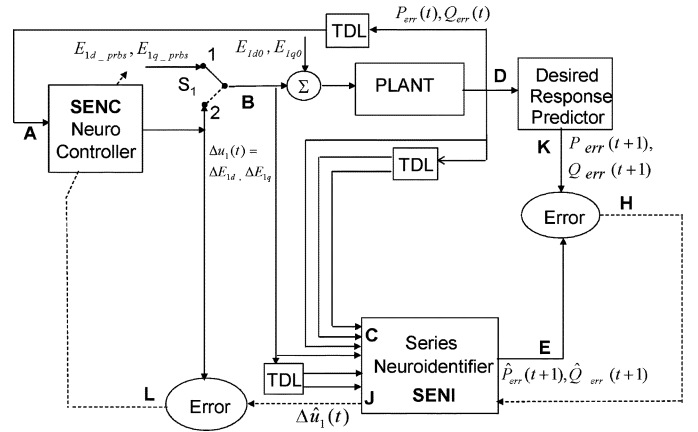 TDL
P_err(t), Q_err(t)
E_1d_prbs, E_1q_prbs
1
E_1d0, E_1q0
S_1
SENC
Neuro
Controller
A
2
B
Σ
PLANT
D
Desired
Response
Predictor
Δu_1(t) =
ΔE_1d, ΔE_1q
TDL
K
P_err(t+1),
Q_err(t+1)
Error
H
C
Series
Neuroidentifier
SENI
E
P̂_err(t+1), Q̂_err(t+1)
TDL
J
L
Error
Δû_1(t)